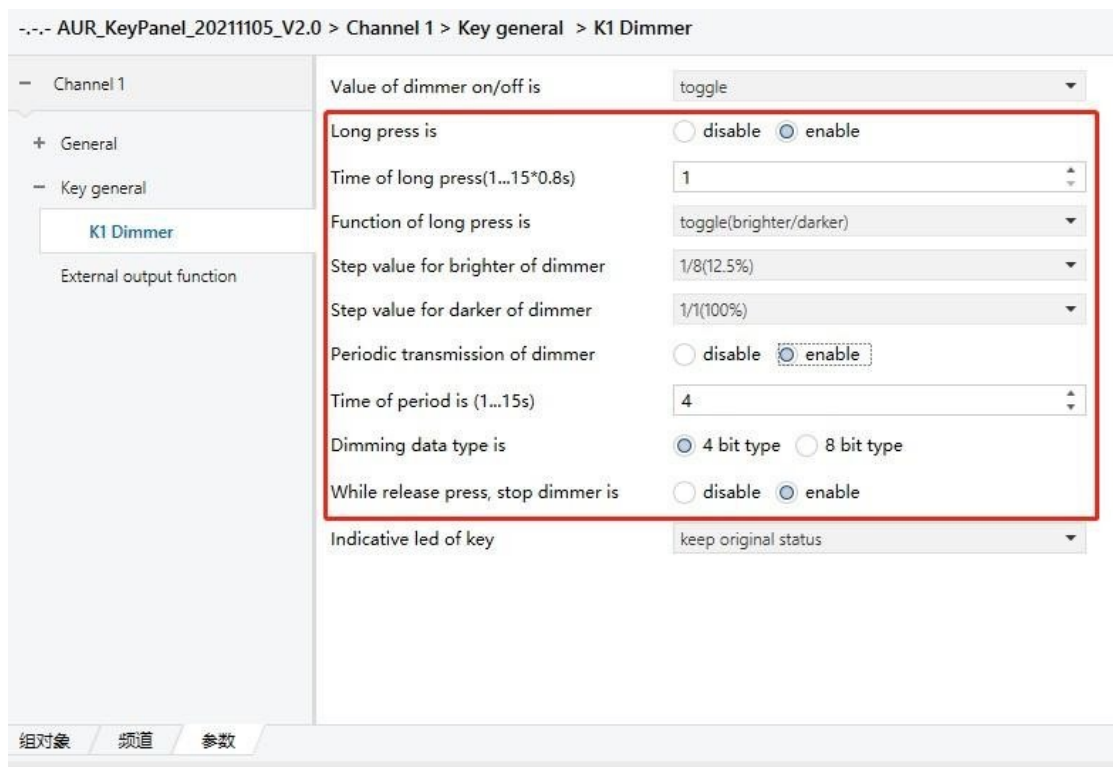 -.-.- AUR_KeyPanel_20211105_V2.0 > Channel 1 > Key general > K1 Dimmer
Channel 1
General
Key general
K1 Dimmer
External output function
Value of dimmer on/off is toggle
Long press is disable enable
Time of long press(1...15*0.8s) 1
Function of long press is toggle(brighter/darker)
Step value for brighter of dimmer 1/8(12.5%)
Step value for darker of dimmer 1/1(100%)
Periodic transmission of dimmer disable enable
Time of period is (1...15s) 4
Dimming data type is 4 bit type 8 bit type
While release press, stop dimmer is disable enable
Indicative led of key keep original status
组对象 频道 参数